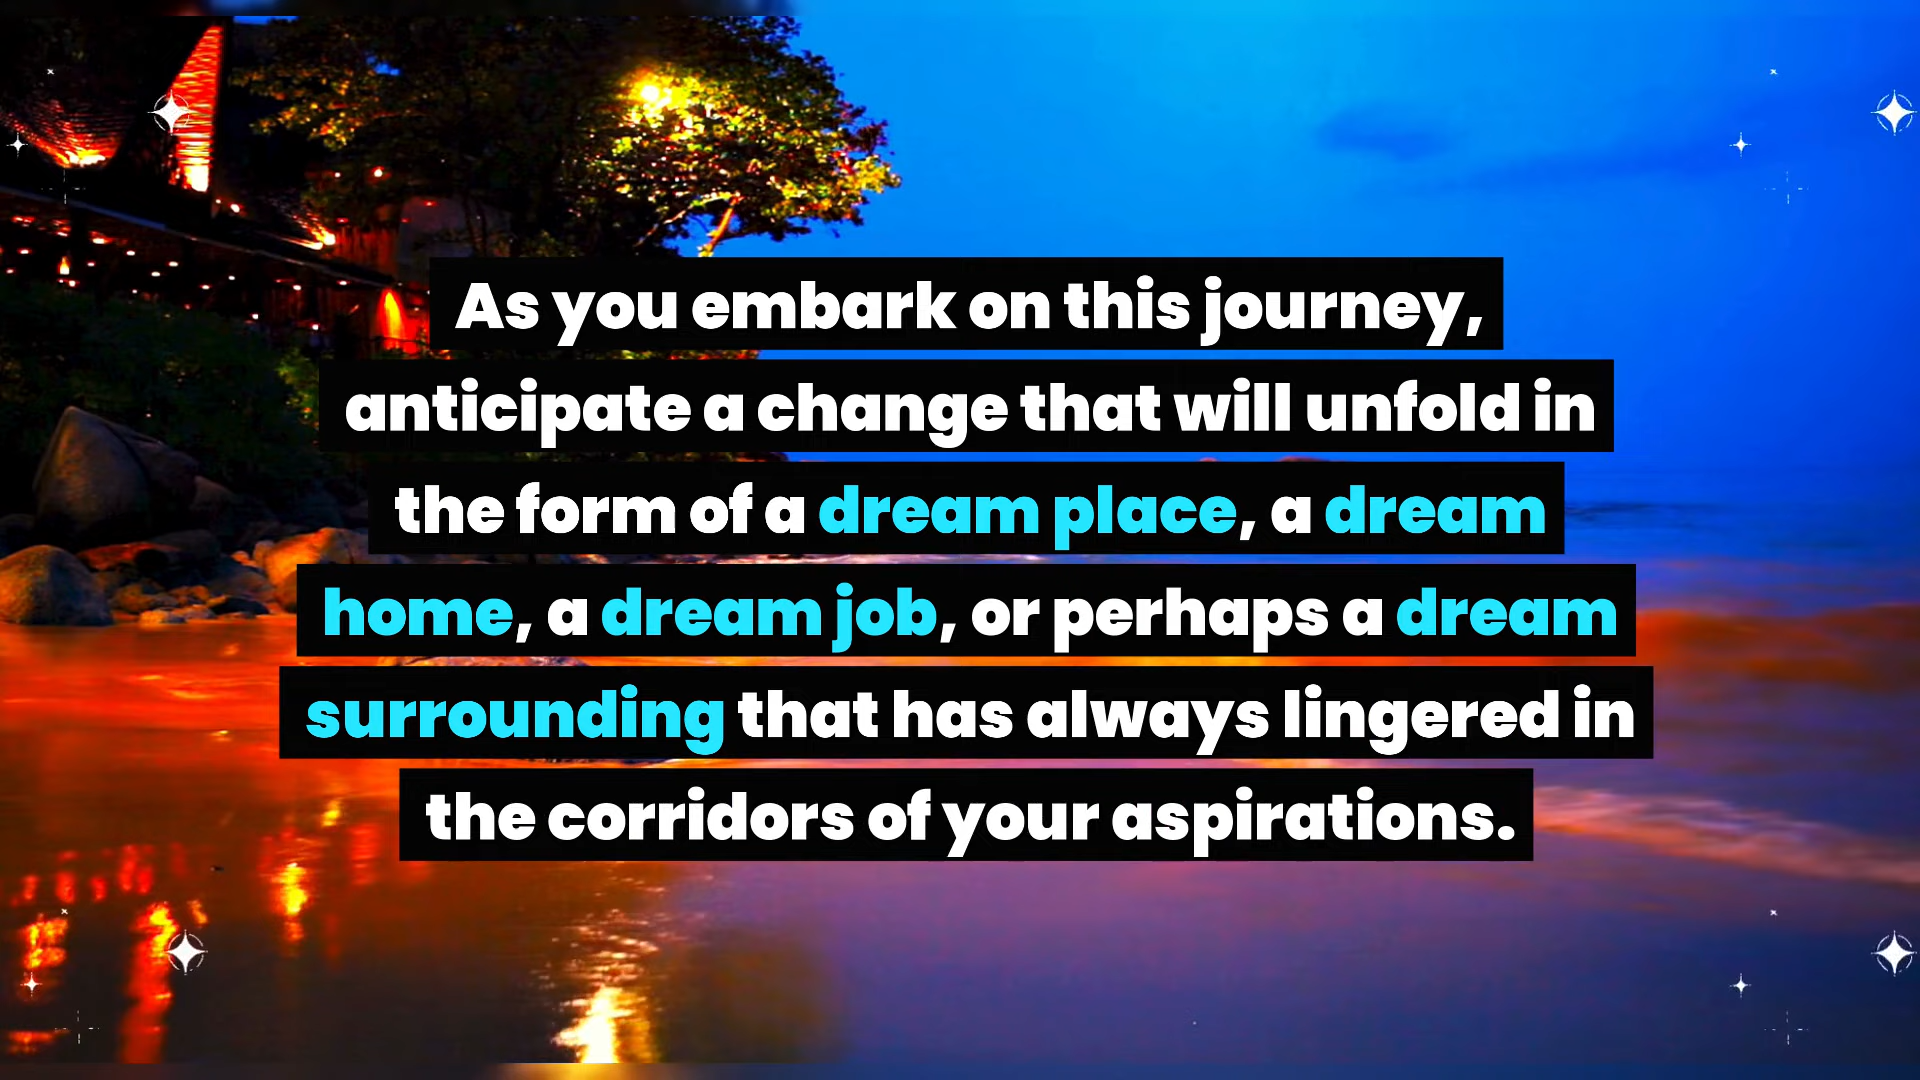 As you embark on this journey,
anticipate a change that will unfold in
the form of a dream place, a dream
home, a dream job, or perhaps a dream
surrounding that has always lingered in
the corridors of your aspirations.